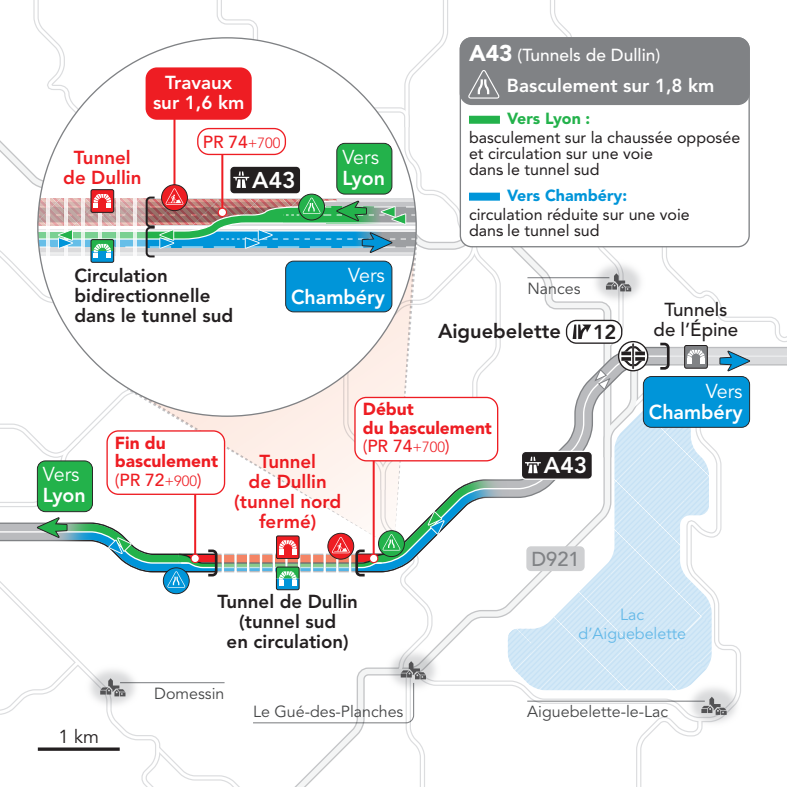 Travaux
sur 1,6 km
PR 74+700
Tunnel
de Dullin
A43
Vers
Lyon
Circulation
bidirectionnelle
dans le tunnel sud
Vers
Chambéry
A43 (Tunnels de Dullin)
Basculement sur 1,8 km
Vers Lyon :
basculement sur la chaussée opposée
et circulation sur une voie
dans le tunnel sud
Vers Chambéry:
circulation réduite sur une voie
dans le tunnel sud
Nances
Aiguebelette 12
Tunnels
de l'Épine
Vers
Chambéry
Début
du basculement
(PR 74+700)
Fin du
basculement
(PR 72+900)
Vers
Lyon
Tunnel
de Dullin
(tunnel nord
fermé)
A43
D921
Tunnel de Dullin
(tunnel sud
en circulation)
Lac
d'Aiguebelette
Domessin
Le Gué-des-Planches
Aiguebelette-le-Lac
1 km